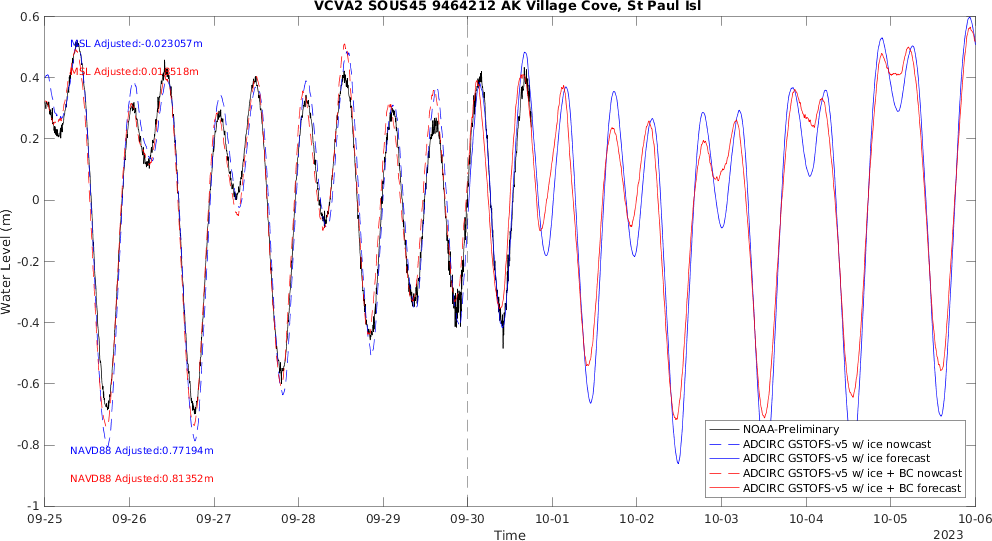 VCVA2 SOUS45 9464212 AK Village Cove, St Paul Isl
0.6
MSL Adjusted:-0.023057m
MSL Adjusted:0.018518m
0.4
0.2
0
-0.2
-0.4
-0.6
-0.8
-1
Water Level (m)
NAVD88 Adjusted:0.77194m
NAVD88 Adjusted:0.81352m
NOAA-Preliminary
ADCIRC GSTOFS-v5 w/ ice nowcast
ADCIRC GSTOFS-v5 w/ ice forecast
ADCIRC GSTOFS-v5 w/ ice + BC nowcast
ADCIRC GSTOFS-v5 w/ ice + BC forecast
09-25 09-26 09-27 09-28 09-29 09-30 10-01 10-02 10-03 10-04 10-05 10-06
Time
2023